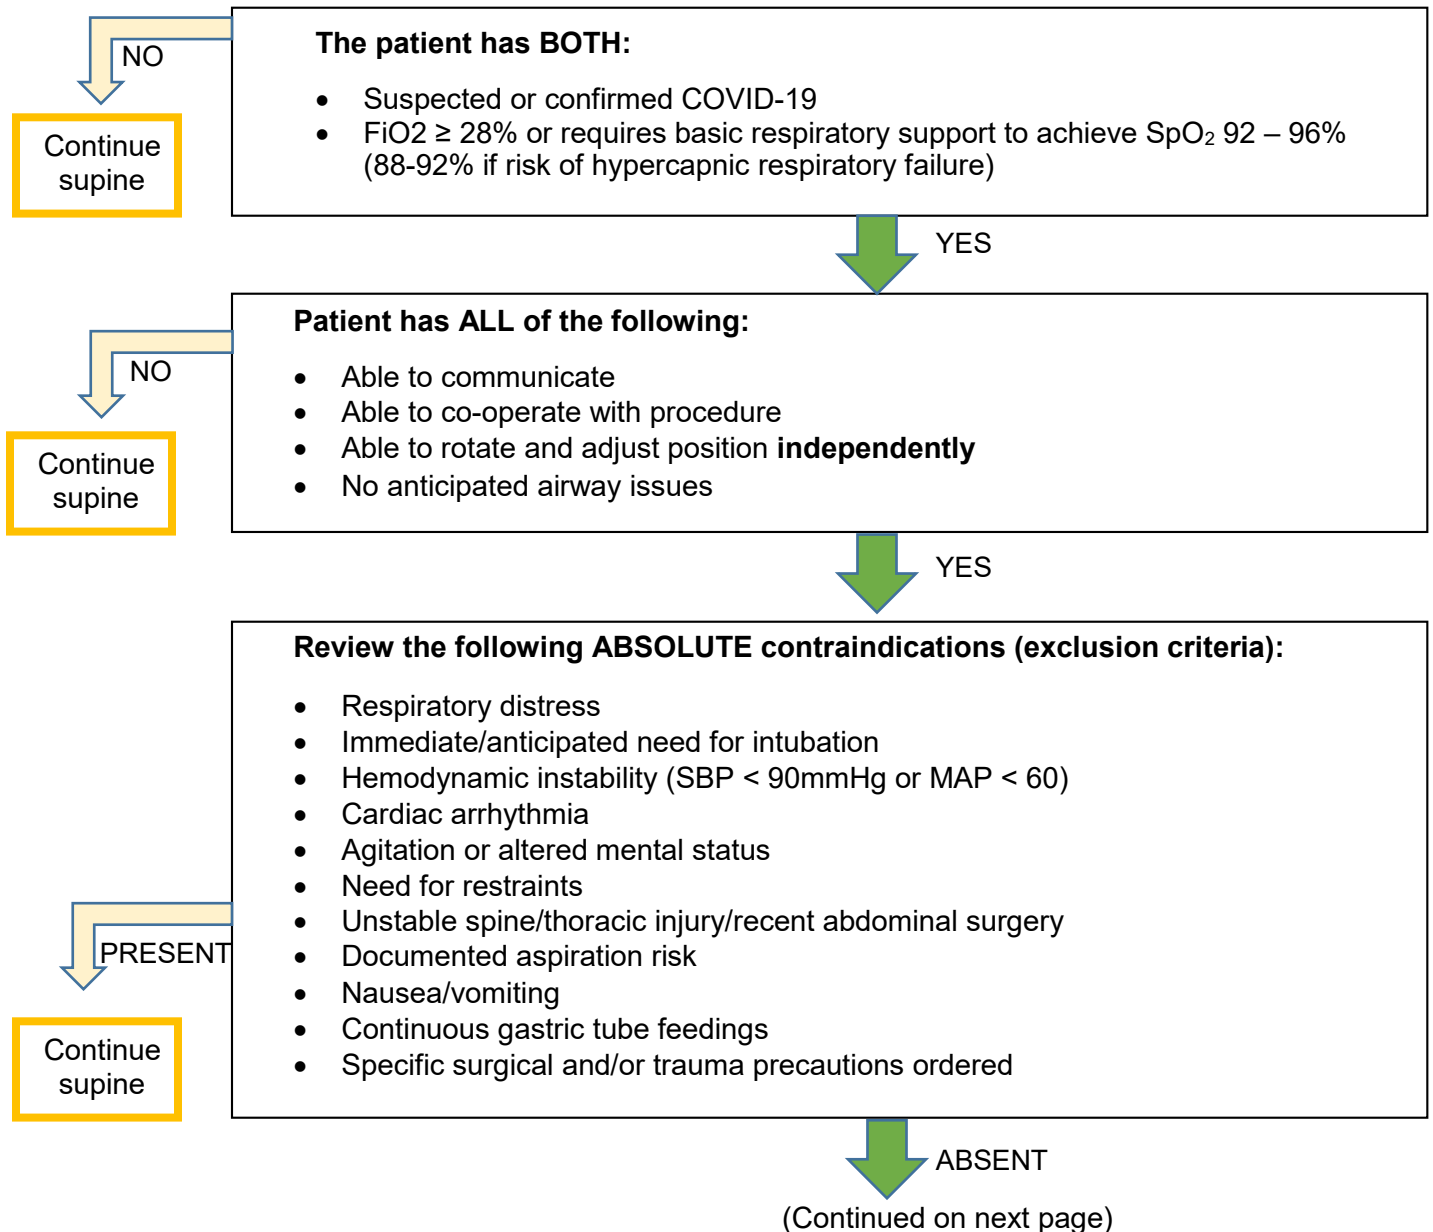 The patient has BOTH:
NO
• Suspected or confirmed COVID-19
• FiO2 ≥ 28% or requires basic respiratory support to achieve SpO₂ 92 – 96%
(88-92% if risk of hypercapnic respiratory failure)
Continue
supine
YES
Patient has ALL of the following:
NO
• Able to communicate
• Able to co-operate with procedure
• Able to rotate and adjust position independently
• No anticipated airway issues
Continue
supine
YES
Review the following ABSOLUTE contraindications (exclusion criteria):
• Respiratory distress
• Immediate/anticipated need for intubation
• Hemodynamic instability (SBP < 90mmHg or MAP < 60)
• Cardiac arrhythmia
• Agitation or altered mental status
• Need for restraints
• Unstable spine/thoracic injury/recent abdominal surgery
• Documented aspiration risk
• Nausea/vomiting
• Continuous gastric tube feedings
• Specific surgical and/or trauma precautions ordered
PRESENT
Continue
supine
ABSENT
(Continued on next page)